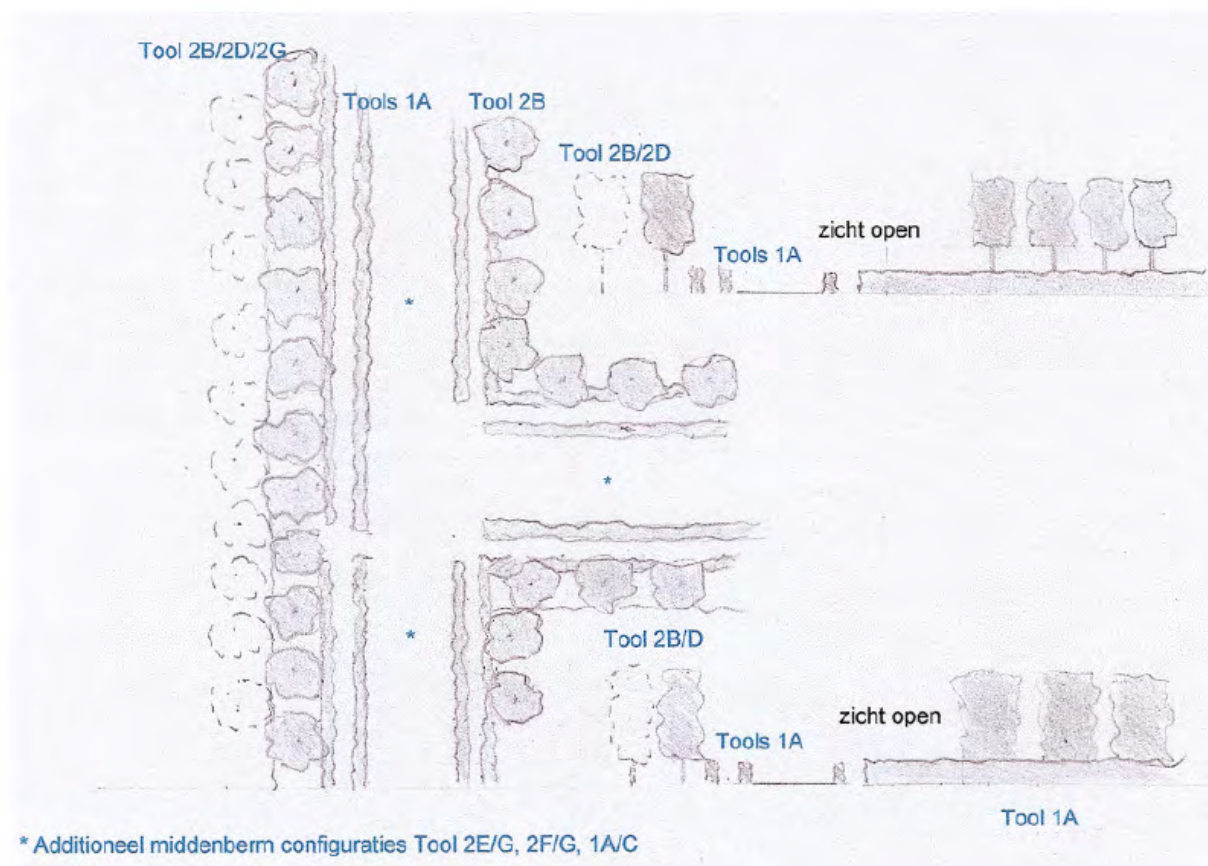 Tool 2B/2D/2G
Tools 1A
Tool 2B
Tool 2B/2D
zicht open
Tools 1A
*
*
*
Tool 2B/D
zicht open
Tools 1A
Tool 1A
* Additioneel middenberm configuraties Tool 2E/G, 2F/G, 1A/C